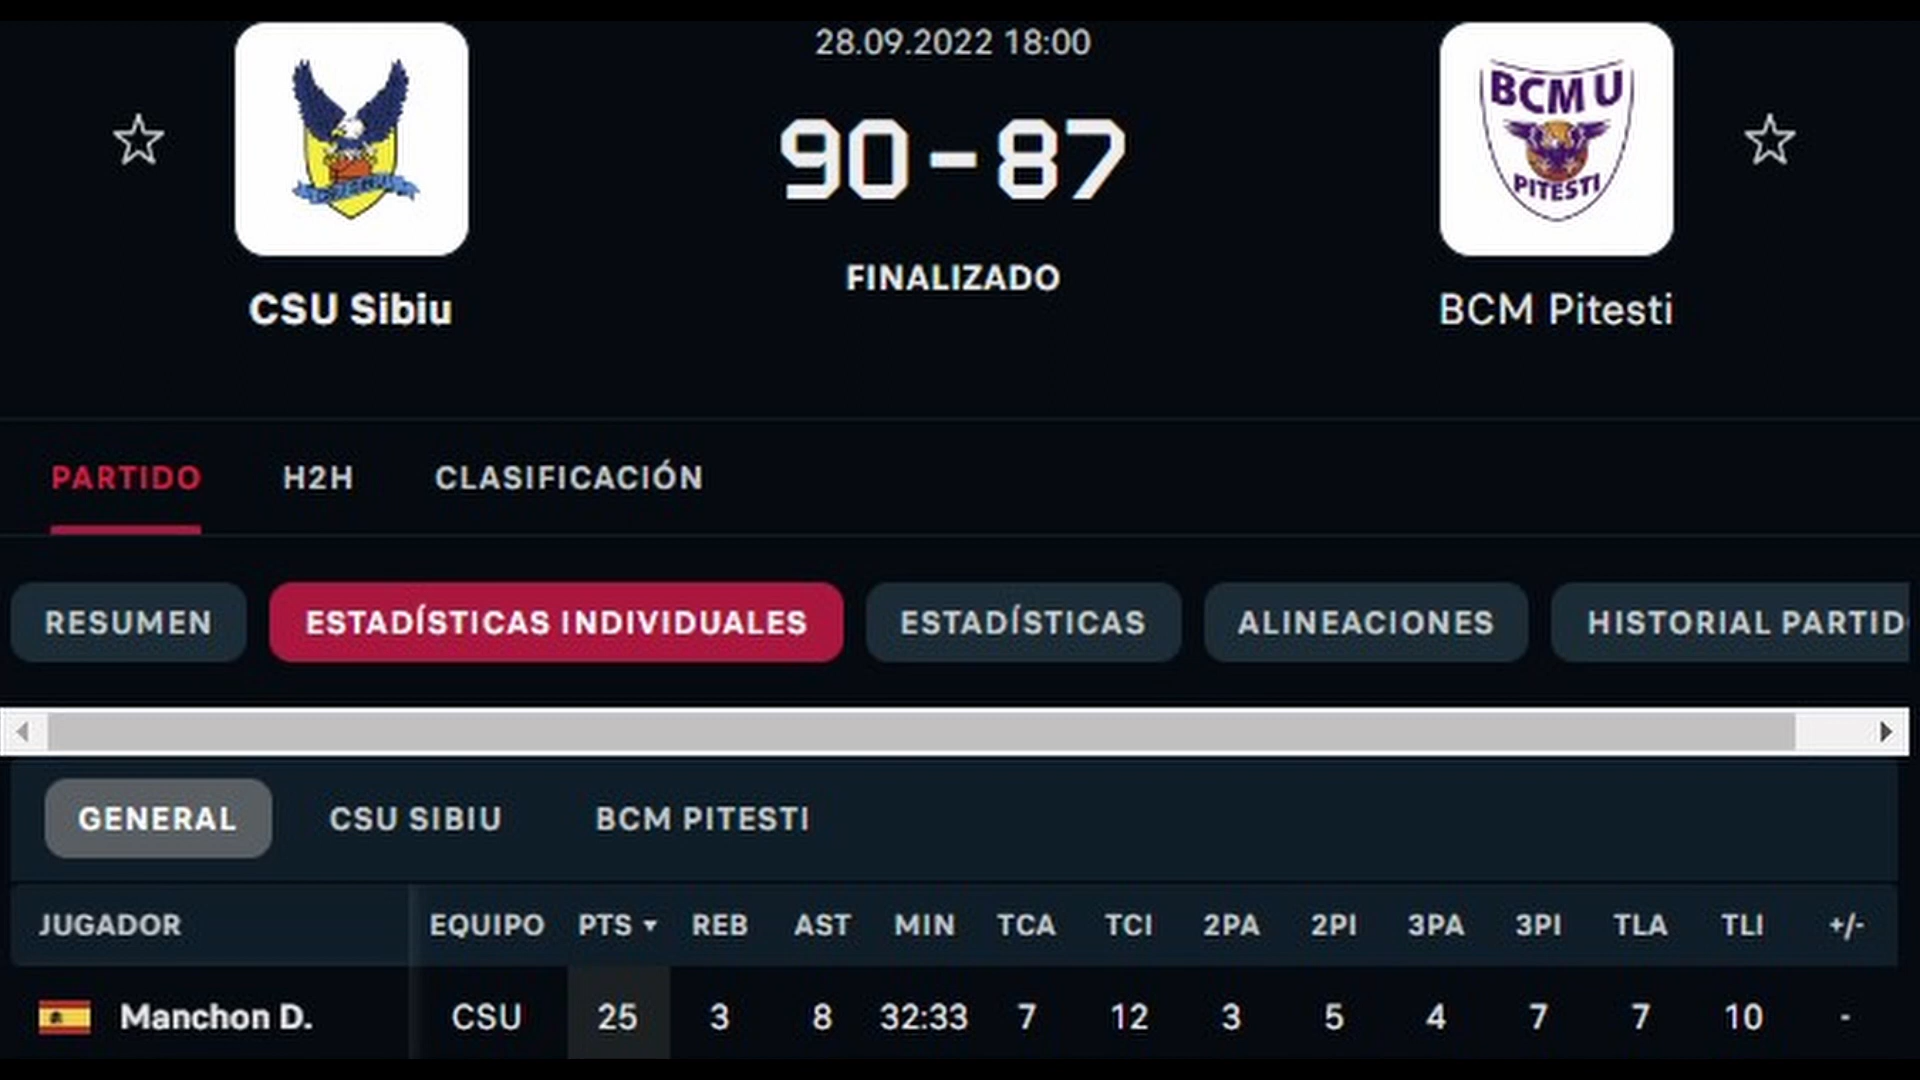 28.09.2022 18:00
90-87
FINALIZADO
CSU Sibiu
BCM U
PITESTI
BCM Pitesti
PARTIDO H2H CLASIFICACIÓN
RESUMEN ESTADÍSTICAS INDIVIDUALES ESTADÍSTICAS ALINEACIONES HISTORIAL PARTID
GENERAL CSU SIBIU BCM PITESTI
JUGADOR EQUIPO PTS REB AST MIN TCA TCI 2PA 2PI 3PA 3PI TLA TLI +/-
Manchon D. CSU 25 3 8 32:33 7 12 3 5 4 7 7 10 -